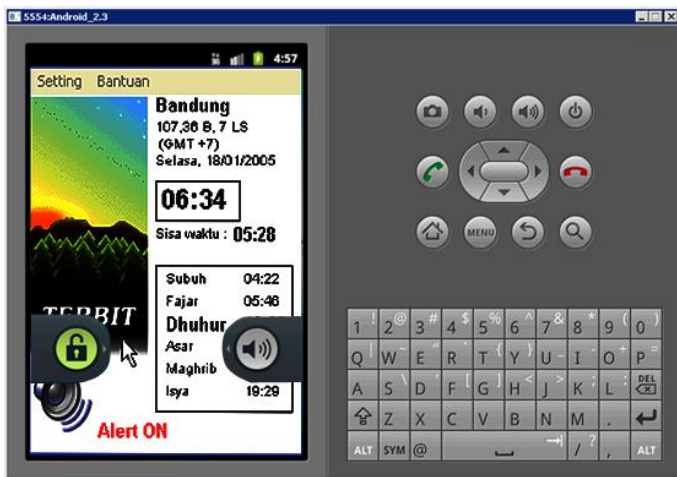 5554:Android_2.3
3G 4:57
Setting Bantuan
Bandung
107,36 B, 7 LS
(GMT +7)
Selasa, 18/01/2005
06:34
Sisa waktu : 05:28
Subuh 04:22
Fajar 05:46
Dhuhur
TERBIT
Asar
Maghrib
Isya 19:29
Alert ON
MENU
1 ! 2 @ 3 # 4 $ 5 % 6 ^ 7 & 8 * 9 ( 0 )
Q | W ~ E " R ` T { Y } U - I - O + P =
A S \ D ' F [ G ] H < J > K ; L : DEL
Z X C V B N M .
ALT SYM @ / ? , ALT